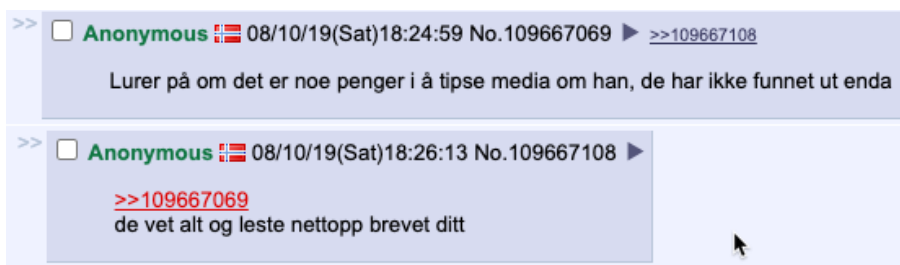 >> Anonymous 08/10/19(Sat)18:24:59 No.109667069 ▶ >>109667108
Lurer på om det er noe penger i å tipse media om han, de har ikke funnet ut enda
>> Anonymous 08/10/19(Sat)18:26:13 No.109667108 ▶
>>109667069
de vet alt og leste nettopp brevet ditt